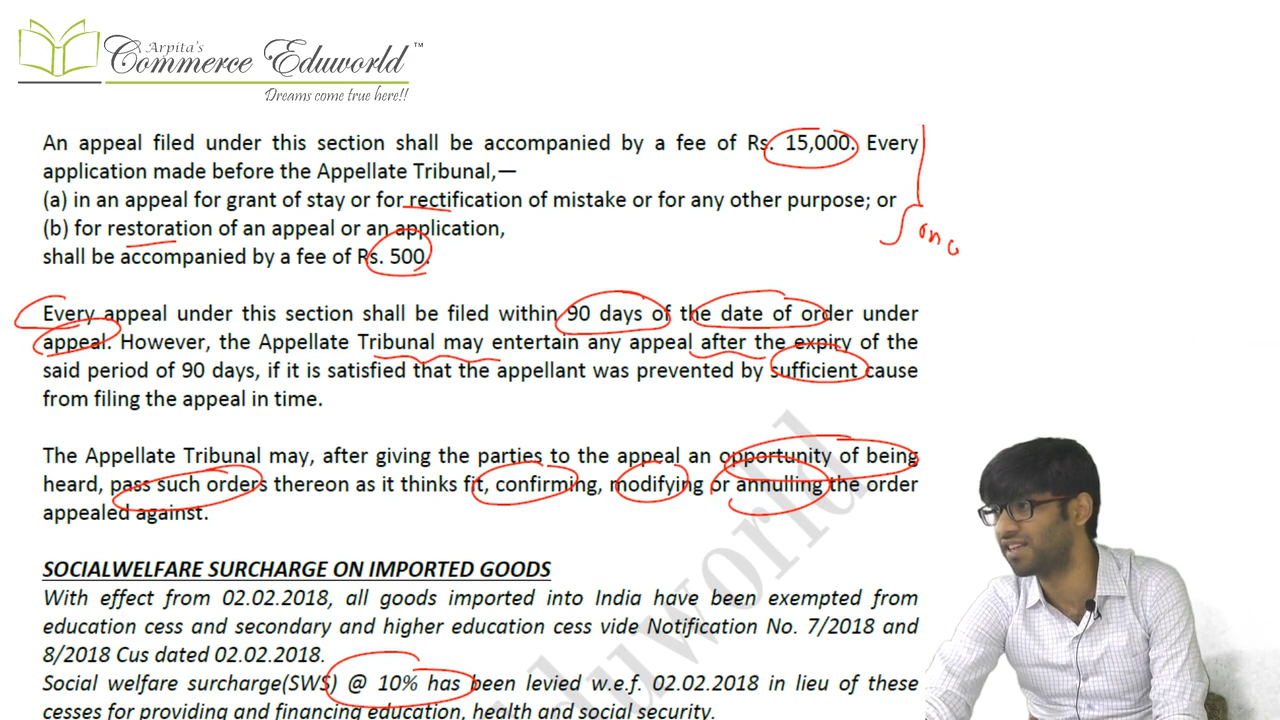 Arpita's
Commerce Eduworld™
Dreams come true here!!
An appeal filed under this section shall be accompanied by a fee of Rs. 15,000. Every
application made before the Appellate Tribunal,—
(a) in an appeal for grant of stay or for rectification of mistake or for any other purpose; or
(b) for restoration of an appeal or an application,
shall be accompanied by a fee of Rs. 500.
Every appeal under this section shall be filed within 90 days of the date of order under
appeal. However, the Appellate Tribunal may entertain any appeal after the expiry of the
said period of 90 days, if it is satisfied that the appellant was prevented by sufficient cause
from filing the appeal in time.
The Appellate Tribunal may, after giving the parties to the appeal an opportunity of being
heard, pass such orders thereon as it thinks fit, confirming, modifying or annulling the order
appealed against.
SOCIALWELFARE SURCHARGE ON IMPORTED GOODS
With effect from 02.02.2018, all goods imported into India have been exempted from
education cess and secondary and higher education cess vide Notification No. 7/2018 and
8/2018 Cus dated 02.02.2018.
Social welfare surcharge(SWS) @ 10% has been levied w.e.f. 02.02.2018 in lieu of these
cesses for providing and financing education, health and social security.